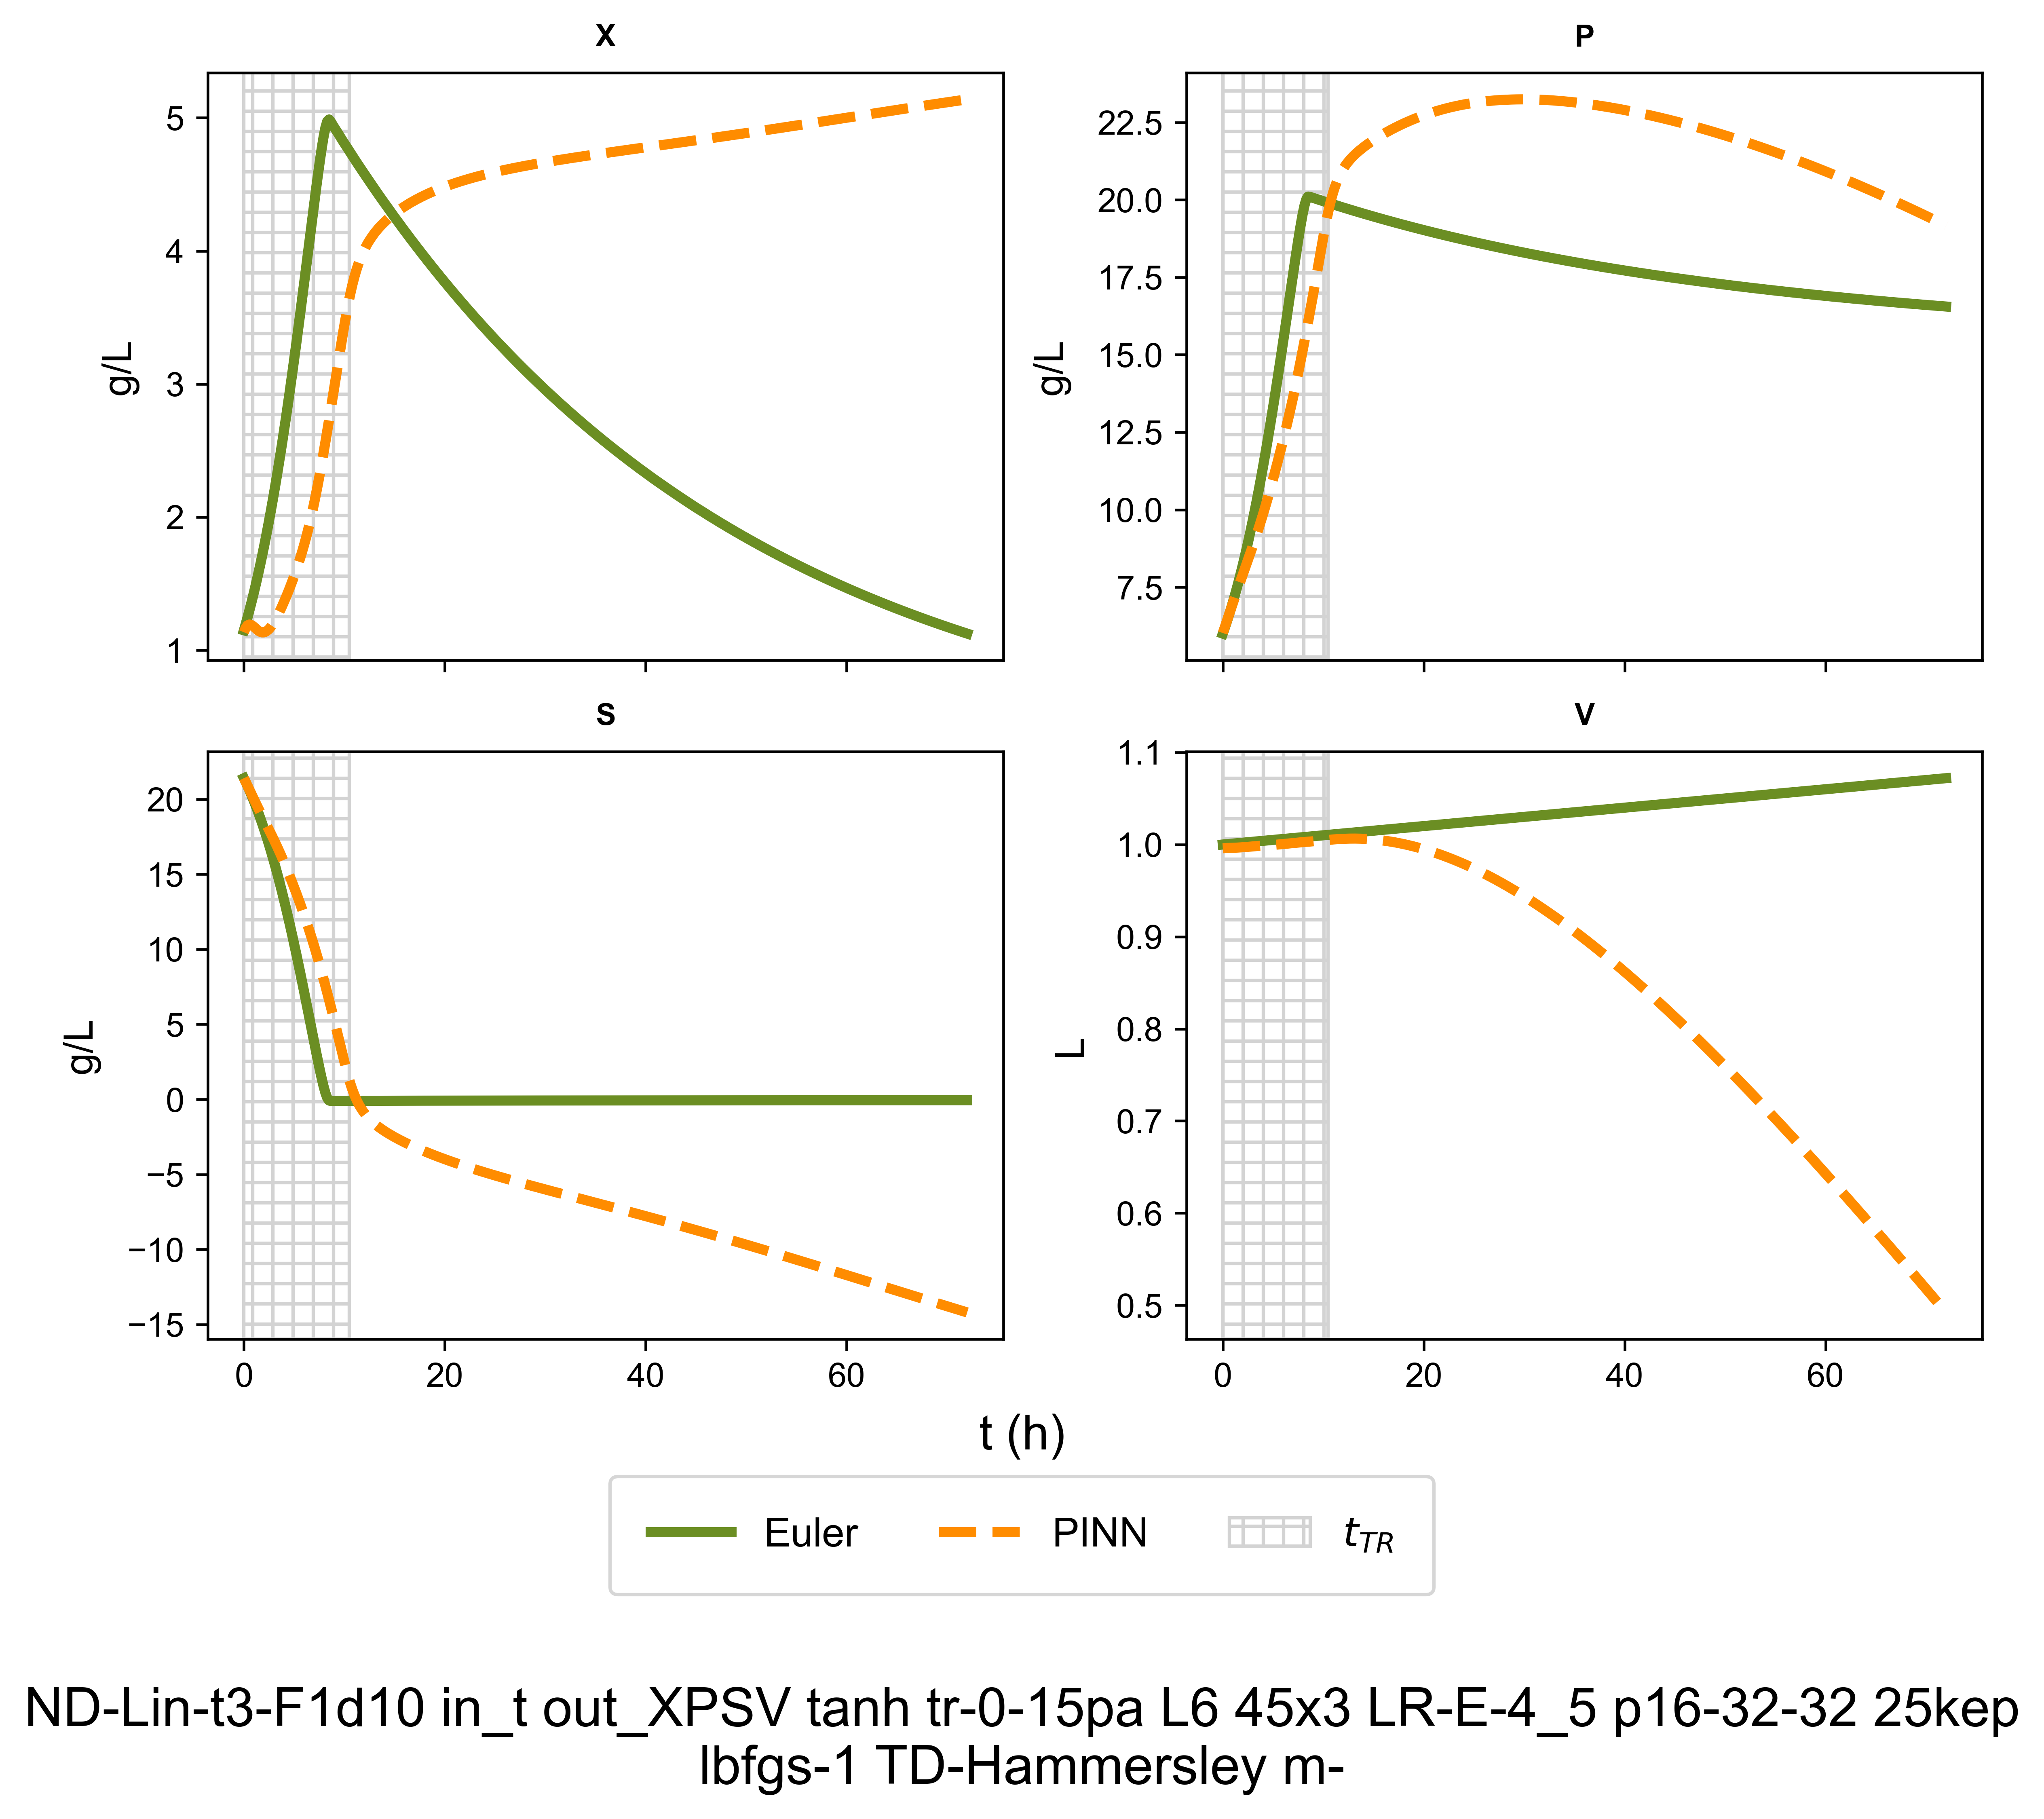 X
P
5
4
3
2
1
g/L
22.5
20.0
17.5
15.0
12.5
10.0
7.5
g/L
S
V
20
15
10
5
0
−5
−10
−15
g/L
0
20
40
60
1.1
1.0
0.9
0.8
0.7
0.6
0.5
L
0
20
40
60
t (h)
Euler
PINN
t_TR
ND-Lin-t3-F1d10 in_t out_XPSV tanh tr-0-15pa L6 45x3 LR-E-4_5 p16-32-32 25kep
lbfgs-1 TD-Hammersley m-